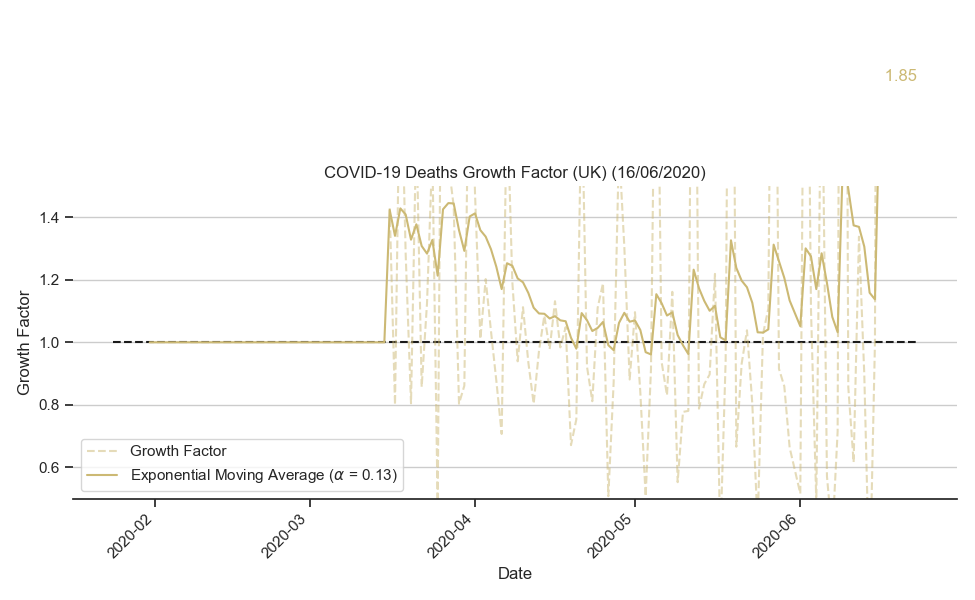 1.85
COVID-19 Deaths Growth Factor (UK) (16/06/2020)
1.4
1.2
1.0
0.8
0.6
Growth Factor
Growth Factor
Exponential Moving Average (α = 0.13)
2020-02
2020-03
2020-04
2020-05
2020-06
Date